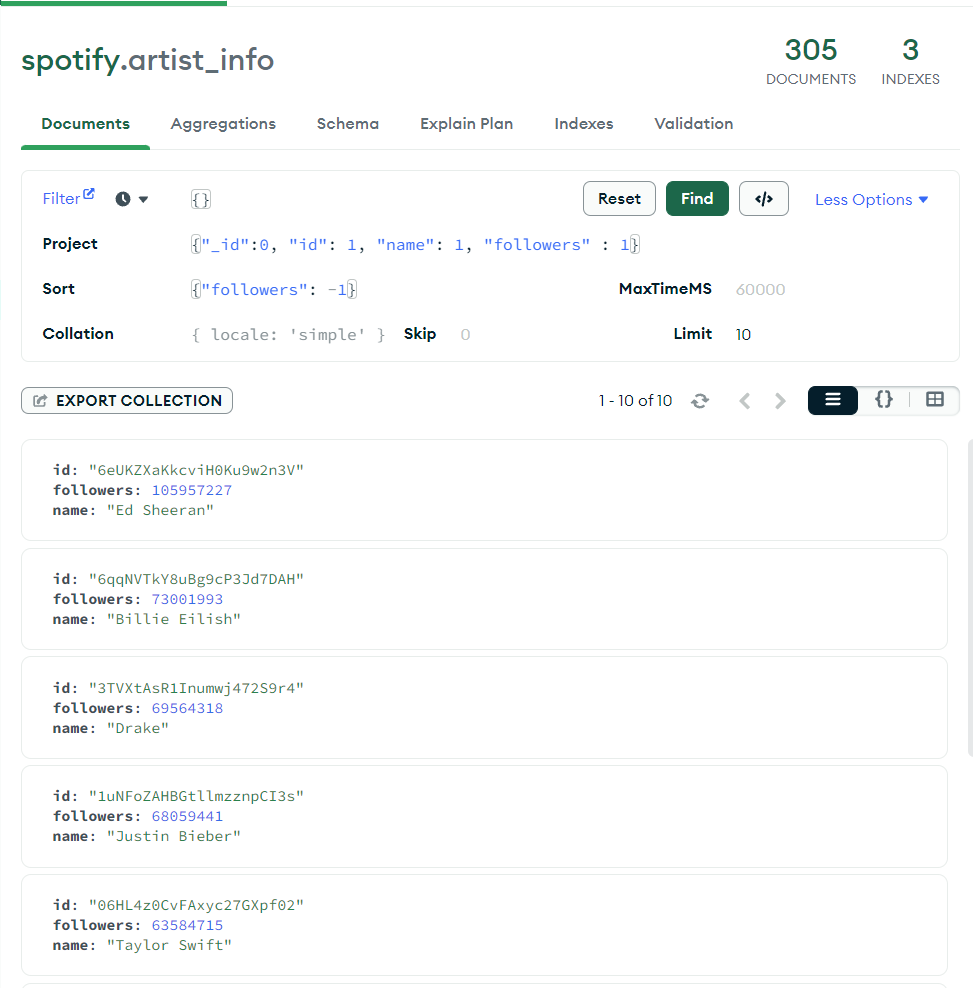 spotify.artist_info
305
DOCUMENTS
3
INDEXES
Documents
Aggregations
Schema
Explain Plan
Indexes
Validation
Filter
{}
Reset
Find
</>
Less Options
Project
{"_id":0, "id": 1, "name": 1, "followers" : 1}
Sort
{"followers": -1}
MaxTimeMS
60000
Collation
{ locale: 'simple' }
Skip
0
Limit
10
EXPORT COLLECTION
1 - 10 of 10
{}
id: "6eUKZXaKkcviH0Ku9w2n3V"
followers: 105957227
name: "Ed Sheeran"
id: "6qqNVTkY8uBg9cP3Jd7DAH"
followers: 73001993
name: "Billie Eilish"
id: "3TVXtAsR1Inumwj472S9r4"
followers: 69564318
name: "Drake"
id: "1uNFoZAHBGtllmzznpCI3s"
followers: 68059441
name: "Justin Bieber"
id: "06HL4z0CvFAxyc27GXpf02"
followers: 63584715
name: "Taylor Swift"